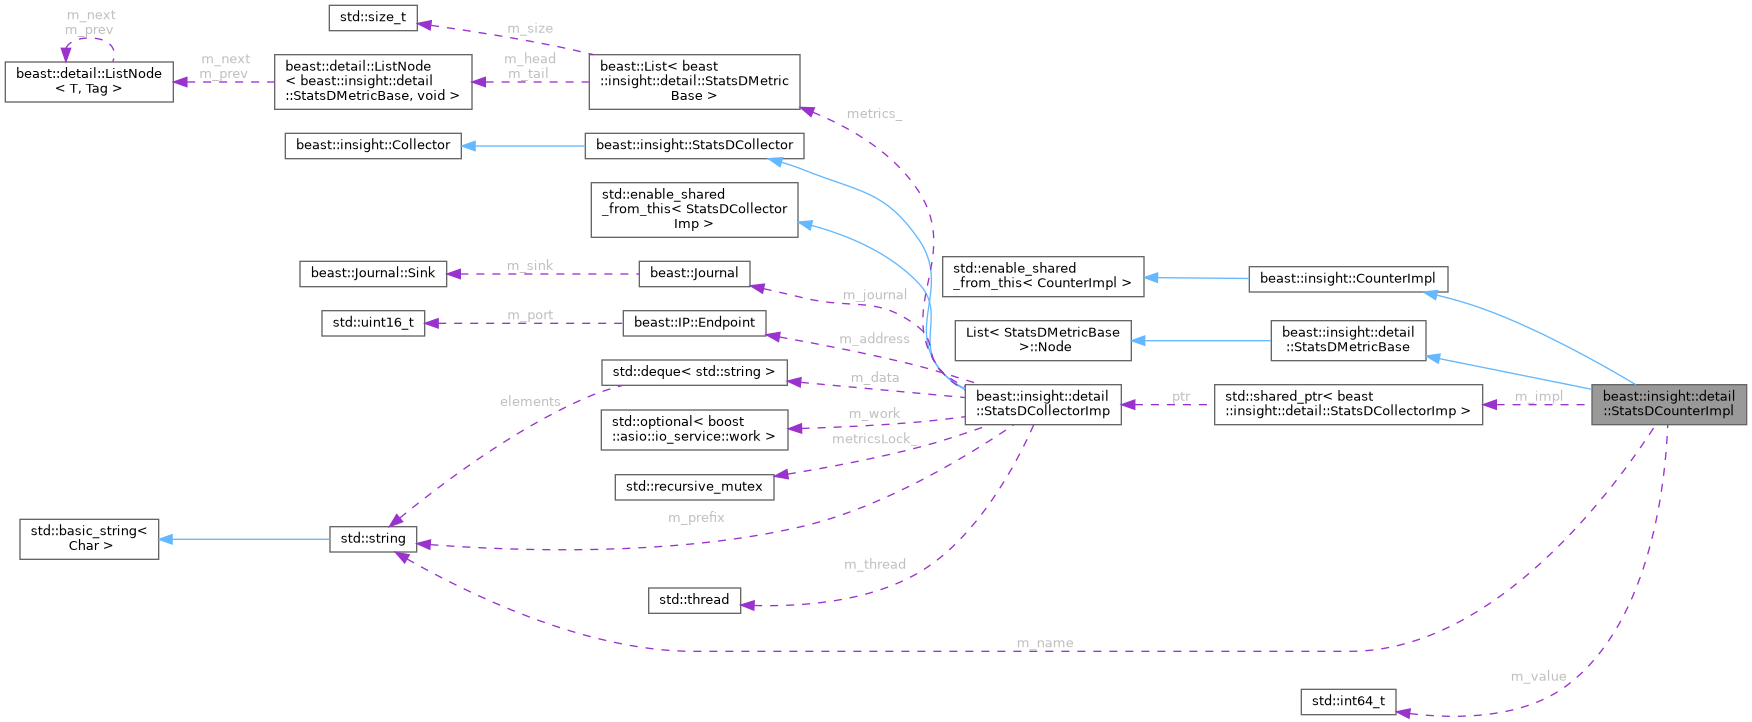 m_next
m_prev
beast::detail::ListNode
< T, Tag >
m_next
m_prev
std::size_t
m_size
beast::detail::ListNode
< beast::insight::detail
::StatsDMetricBase, void >
m_head
m_tail
beast::List< beast
::insight::detail::StatsDMetric
Base >
metrics_
beast::insight::Collector
beast::insight::StatsDCollector
std::enable_shared
_from_this< StatsDCollector
Imp >
beast::Journal::Sink
m_sink
beast::Journal
m_journal
std::uint16_t
m_port
beast::IP::Endpoint
m_address
std::deque< std::string >
m_data
elements
std::optional< boost
::asio::io_service::work >
m_work
metricsLock_
std::recursive_mutex
std::basic_string<
Char >
std::string
m_prefix
std::thread
m_thread
std::enable_shared
_from_this< CounterImpl >
beast::insight::CounterImpl
List< StatsDMetricBase
>::Node
beast::insight::detail
::StatsDMetricBase
beast::insight::detail
::StatsDCollectorImp
ptr
std::shared_ptr< beast
::insight::detail::StatsDCollectorImp >
m_impl
beast::insight::detail
::StatsDCounterImpl
m_name
m_value
std::int64_t